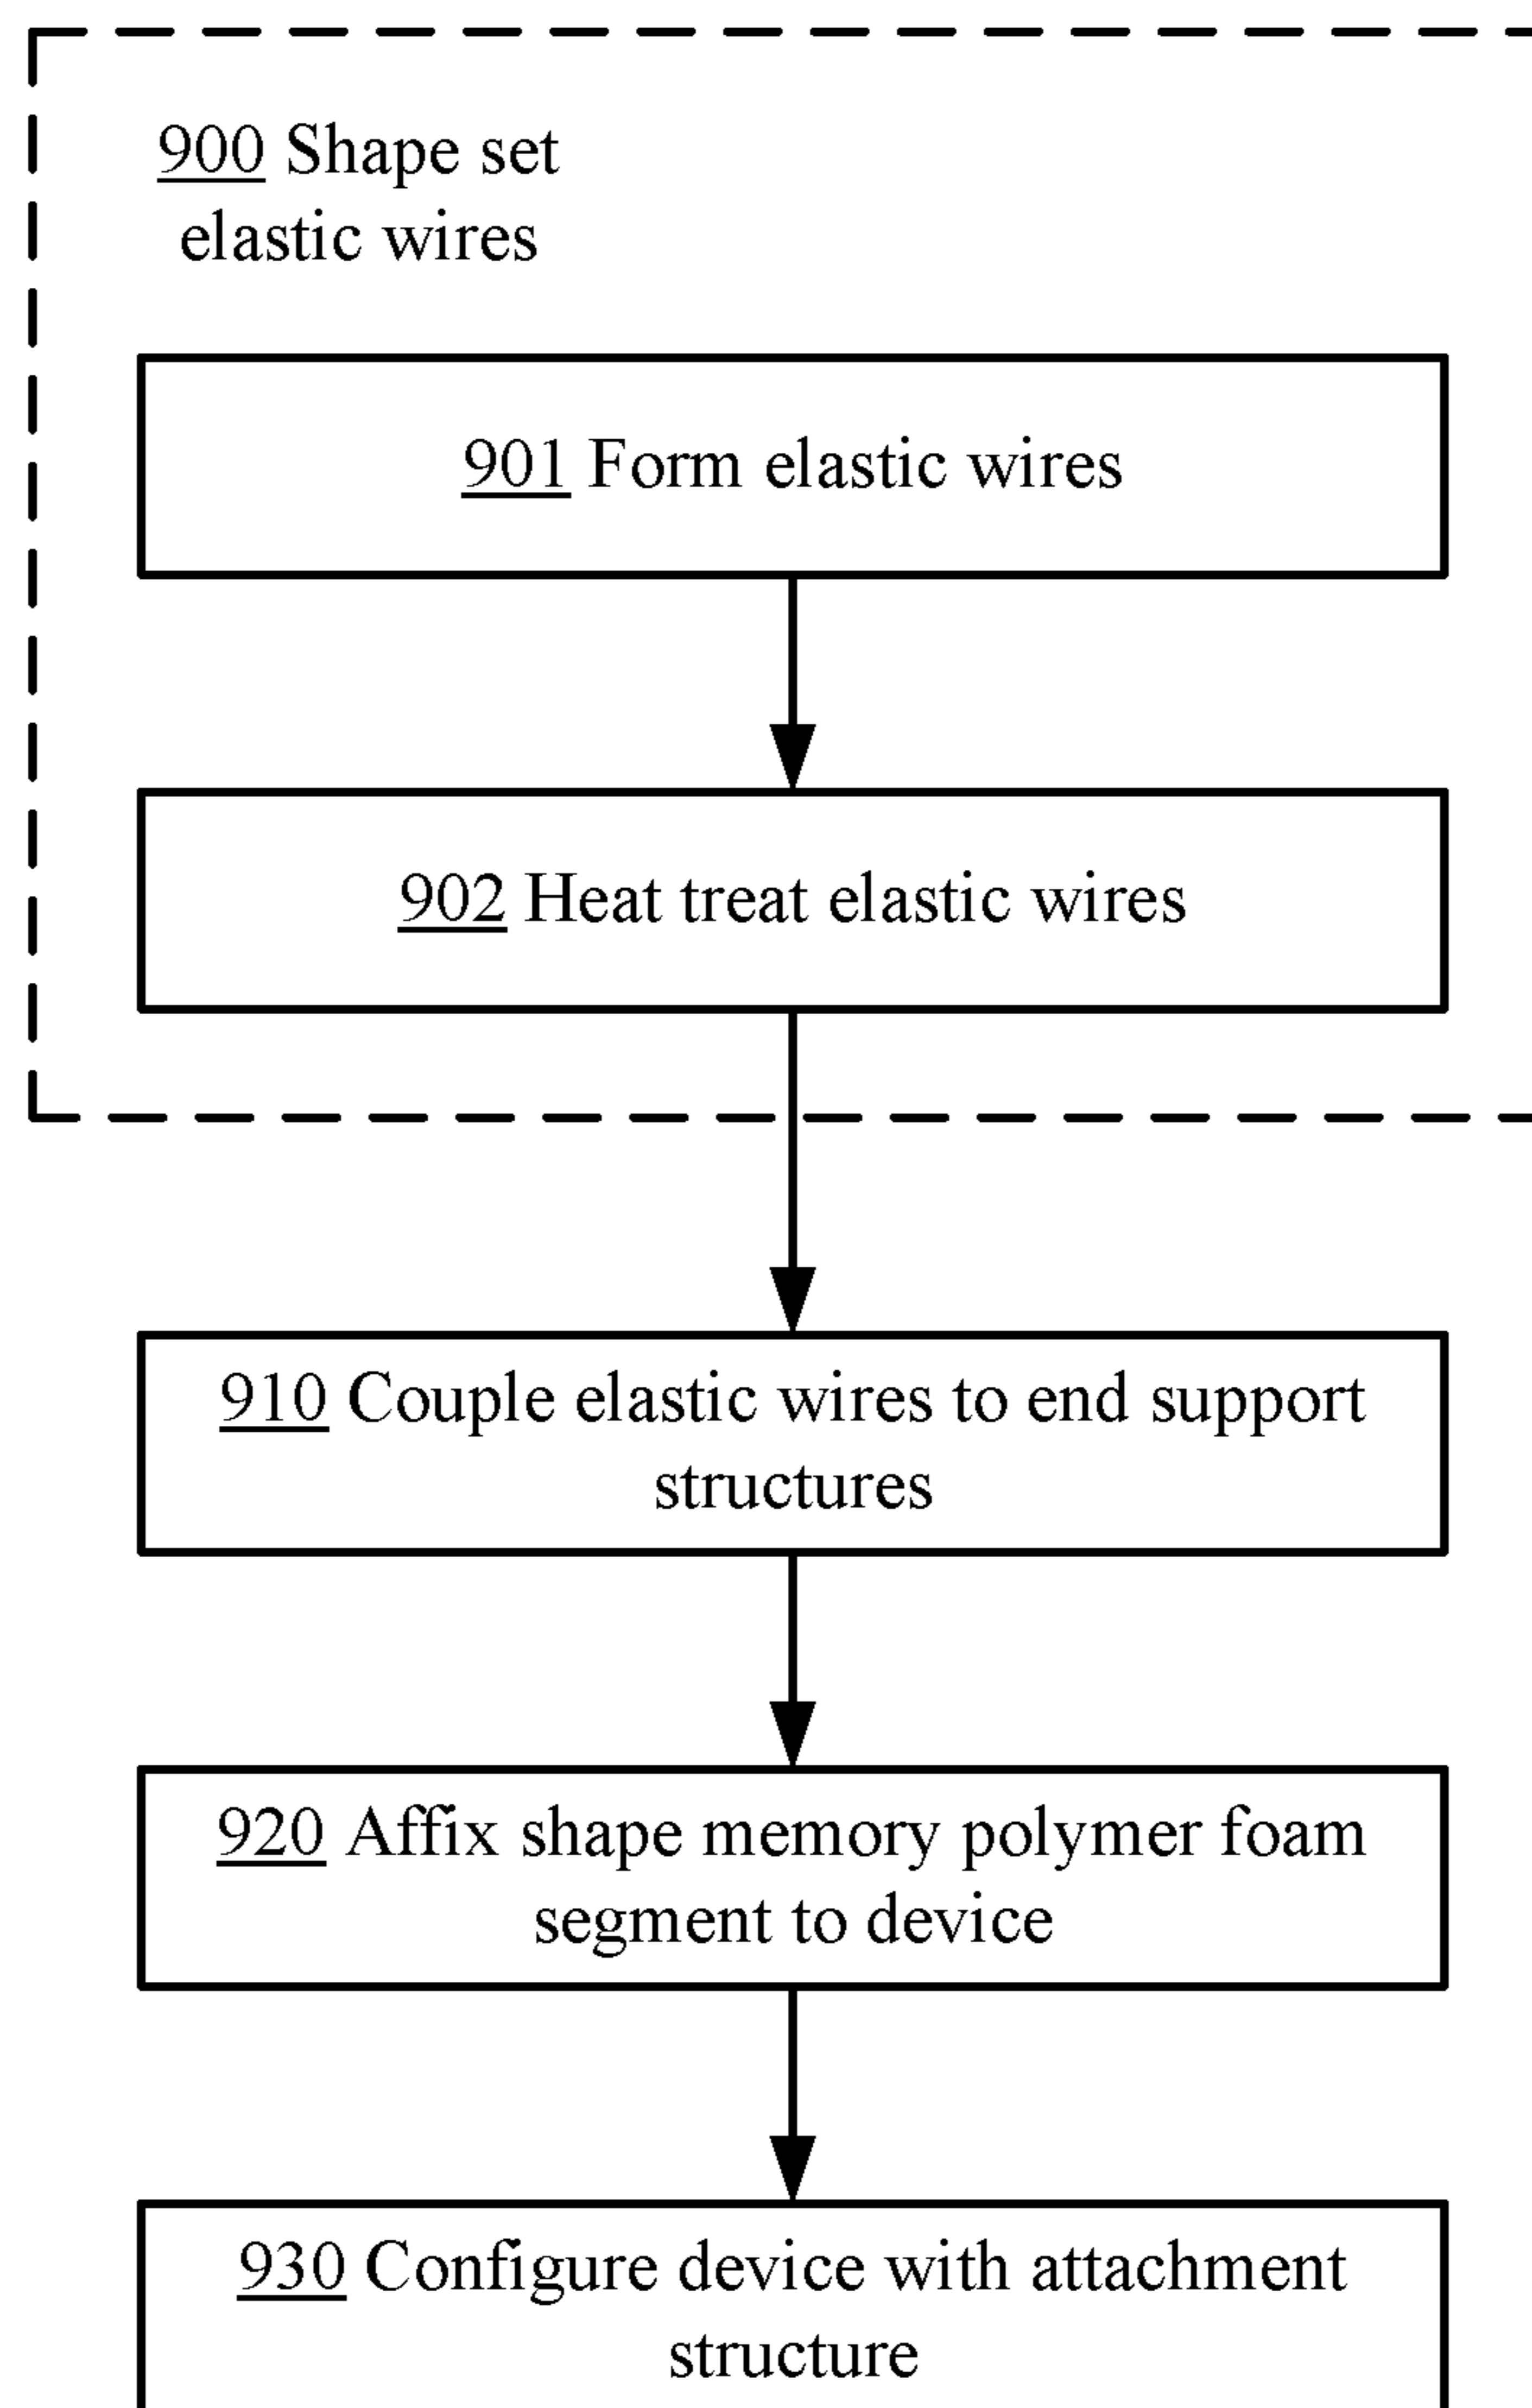 900 Shape set
elastic wires
901 Form elastic wires
902 Heat treat elastic wires
910 Couple elastic wires to end support
structures
920 Affix shape memory polymer foam
segment to device
930 Configure device with attachment
structure